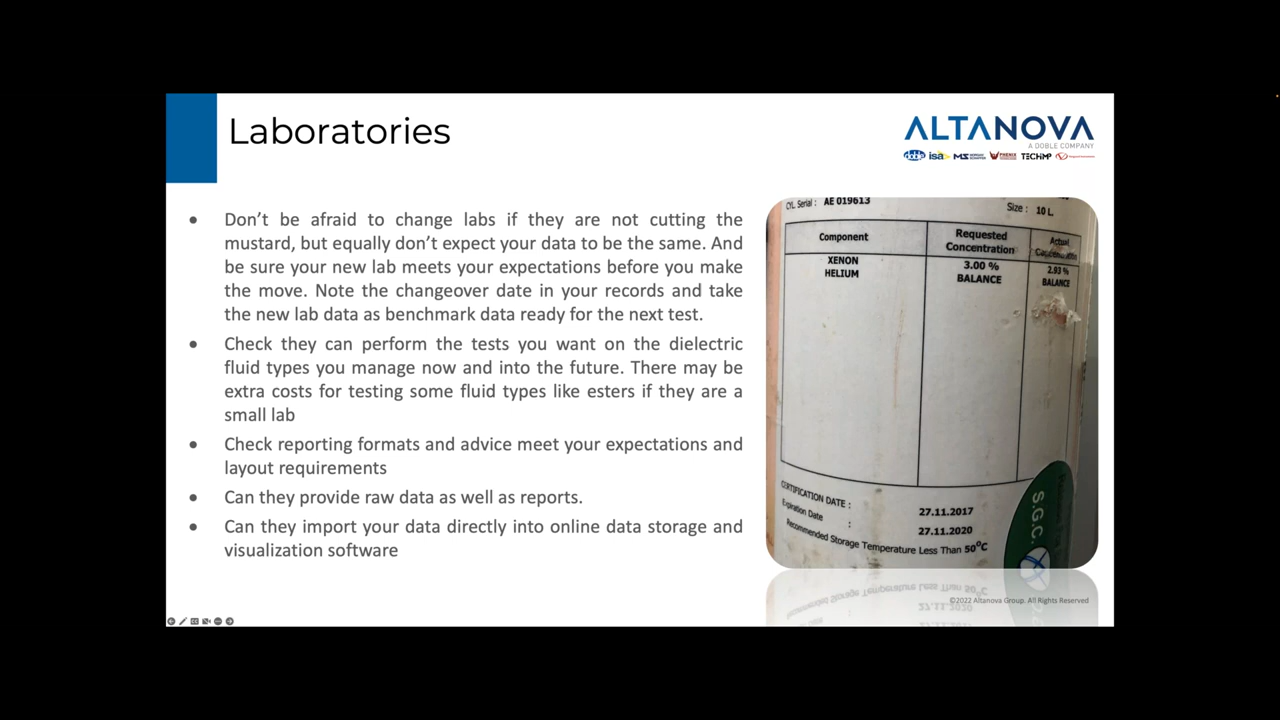 Laboratories
ALTANOVA
A DOBLE COMPANY
doble isa TECHIMP
• Don’t be afraid to change labs if they are not cutting the
mustard, but equally don’t expect your data to be the same. And
be sure your new lab meets your expectations before you make
the move. Note the changeover date in your records and take
the new lab data as benchmark data ready for the next test.
• Check they can perform the tests you want on the dielectric
fluid types you manage now and into the future. There may be
extra costs for testing some fluid types like esters if they are a
small lab
• Check reporting formats and advice meet your expectations and
layout requirements
• Can they provide raw data as well as reports.
• Can they import your data directly into online data storage and
visualization software
CYL Serial : AE 019613 Size : 10 L.
Component Requested Concentration Actual Concentration
XENON 3.00 % 2.93 %
HELIUM BALANCE BALANCE
CERTIFICATION DATE : 27.11.2017
Expiration Date : 27.11.2020
Recommended Storage Temperature Less Than 50°C
S.G.C.
©2022 Altanova Group. All Rights Reserved